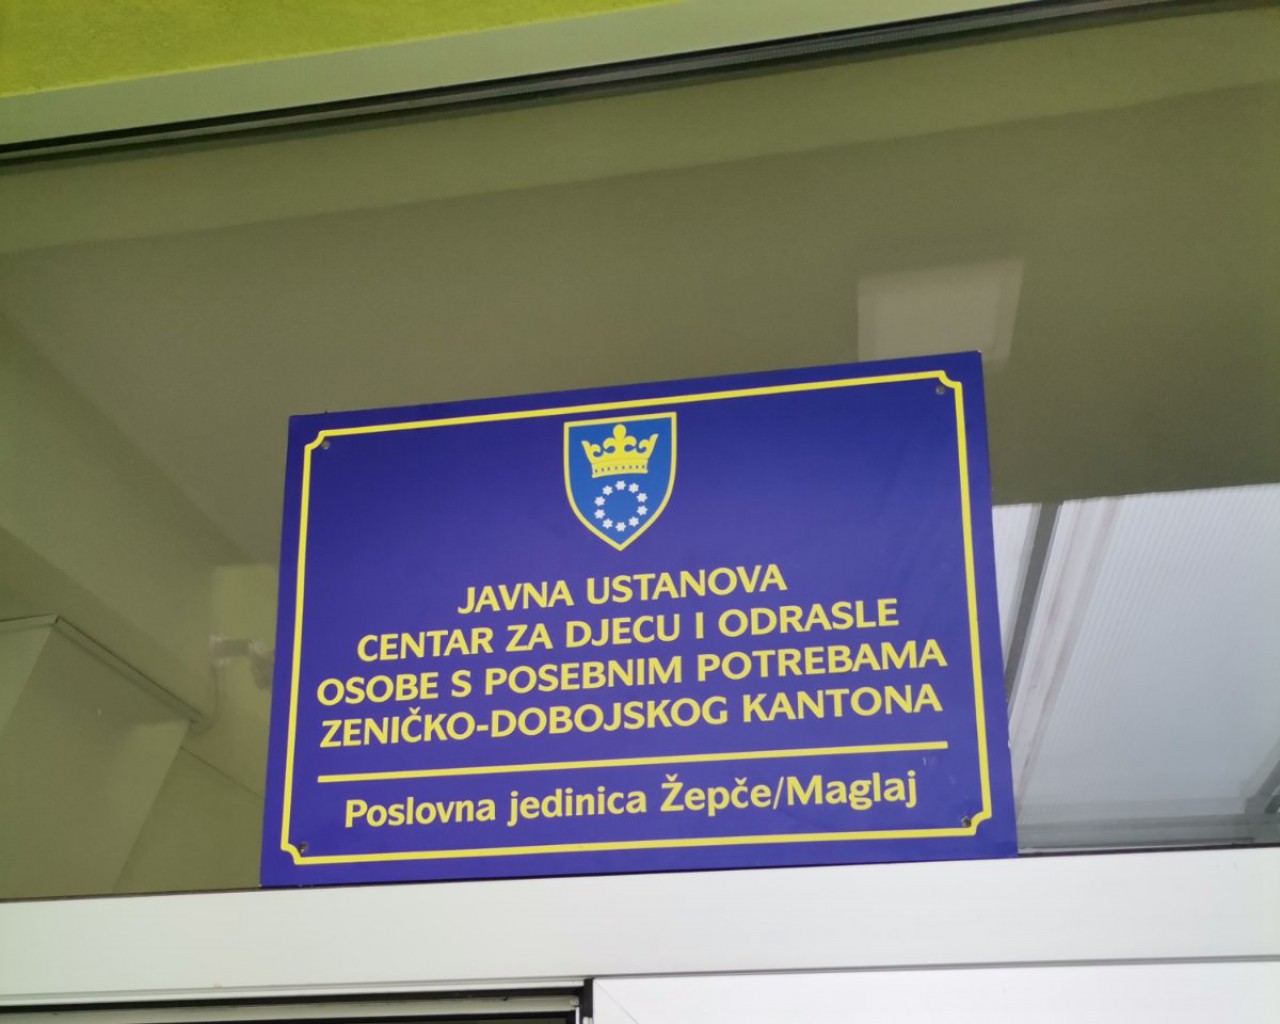 JAVNA USTANOVA
CENTAR ZA DJECU I ODRASLE
OSOBE S POSEBNIM POTREBAMA
ZENIČKO-DOBOJSKOG KANTONA
Poslovna jedinica Žepče/Maglaj